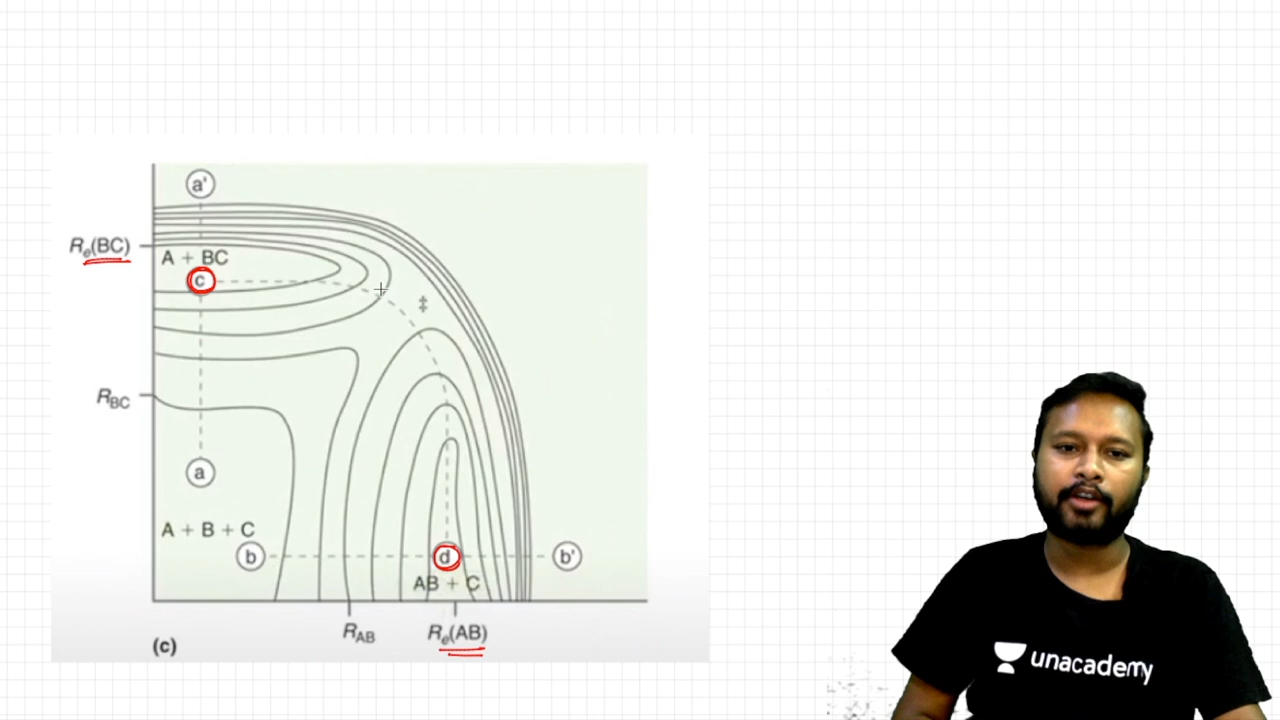 a'
Re(BC)
A + BC
c
‡
RBC
a
A + B + C
b
d
b'
AB + C
RAB
Re(AB)
(c)
unacademy